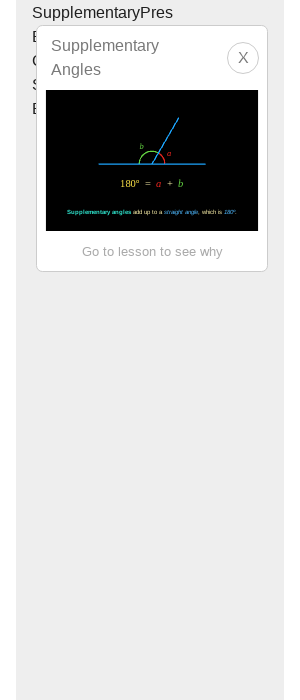 SupplementaryPres
Supplementary
Angles
X
b
a
180° = a + b
Supplementary angles add up to a straight angle, which is 180°.
Go to lesson to see why